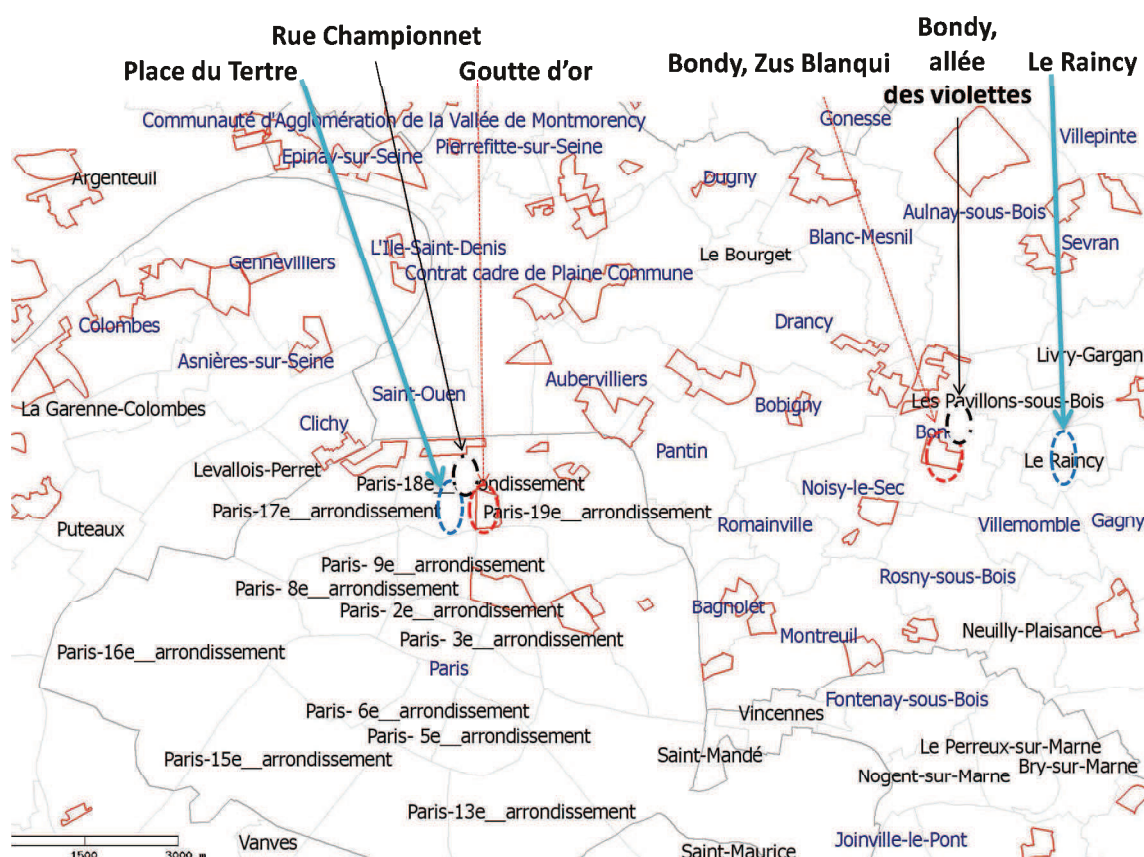 Rue Championnet
Bondy,
Place du Tertre
Goutte d'or
Bondy, Zus Blanqui
allée
Le Raincy
des violettes
Communauté d'Agglomération de la Vallée de Montmorency
Gonesse
Villepinte
Pierrefitte-sur-Seine
Epinay-sur-Seine
Argenteuil
Dugny
Aulnay-sous-Bois
Blanc-Mesnil
Sevran
L'Ile-Saint-Denis
Le Bourget
Gennevilliers
Contrat cadre de Plaine Commune
Colombes
Drancy
Asnières-sur-Seine
Livry-Gargan
Aubervilliers
Saint-Ouen
La Garenne-Colombes
Bobigny
Les Pavillons-sous-Bois
Clichy
Bon
Pantin
Levallois-Perret
Le Raincy
Paris-18e ondissement
Noisy-le-Sec
Paris-17e__arrondissement
Paris-19e__arrondissement
Puteaux
Romainville
Villemomble
Gagny
Paris- 9e__arrondissement
Rosny-sous-Bois
Paris- 8e__arrondissement
Paris- 2e__arrondissement
Bagnolet
Paris- 3e__arrondissement
Montreuil
Neuilly-Plaisance
Paris-16e__arrondissement
Paris
Fontenay-sous-Bois
Paris- 6e__arrondissement
Vincennes
Paris- 5e__arrondissement
Le Perreux-sur-Marne
Paris-15e__arrondissement
Saint-Mandé
Bry-sur-Marne
Nogent-sur-Marne
Paris-13e__arrondissement
Vanves
Joinville-le-Pont
Saint-Maurice
1500 3000 m